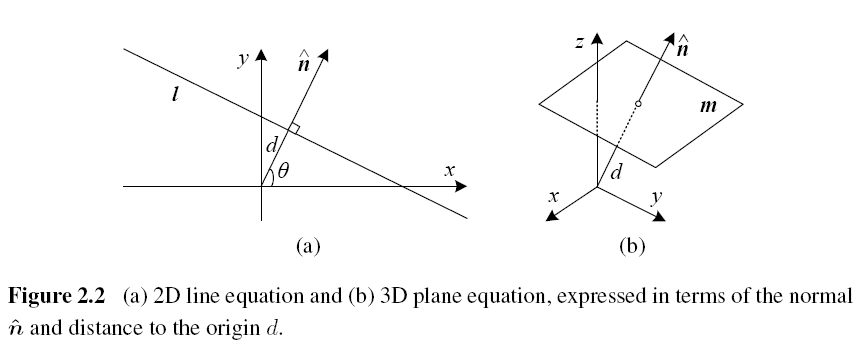 y
n̂
l
d
θ
x
(a)
z
n̂
m
d
x
y
(b)
Figure 2.2 (a) 2D line equation and (b) 3D plane equation, expressed in terms of the normal
n̂ and distance to the origin d.